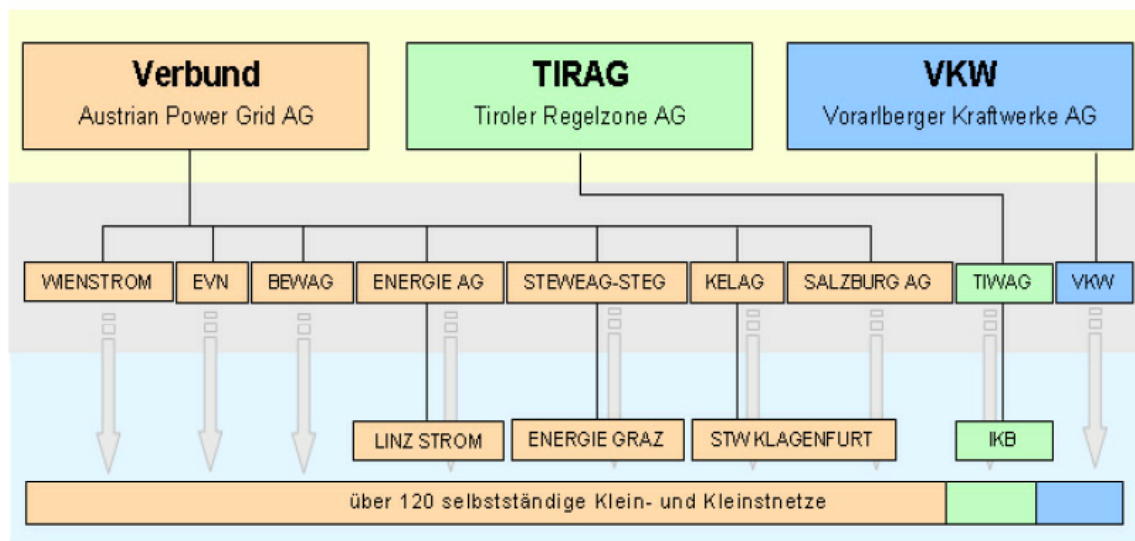 Verbund
Austrian Power Grid AG
TIRAG
Tiroler Regelzone AG
VKW
Vorarlberger Kraftwerke AG
WIENSTROM
EVN
BEWAG
ENERGIE AG
STEWEAG-STEG
KELAG
SALZBURG AG
TIWAG
VKW
LINZ STROM
ENERGIE GRAZ
STW KLAGENFURT
IKB
über 120 selbstständige Klein- und Kleinstnetze